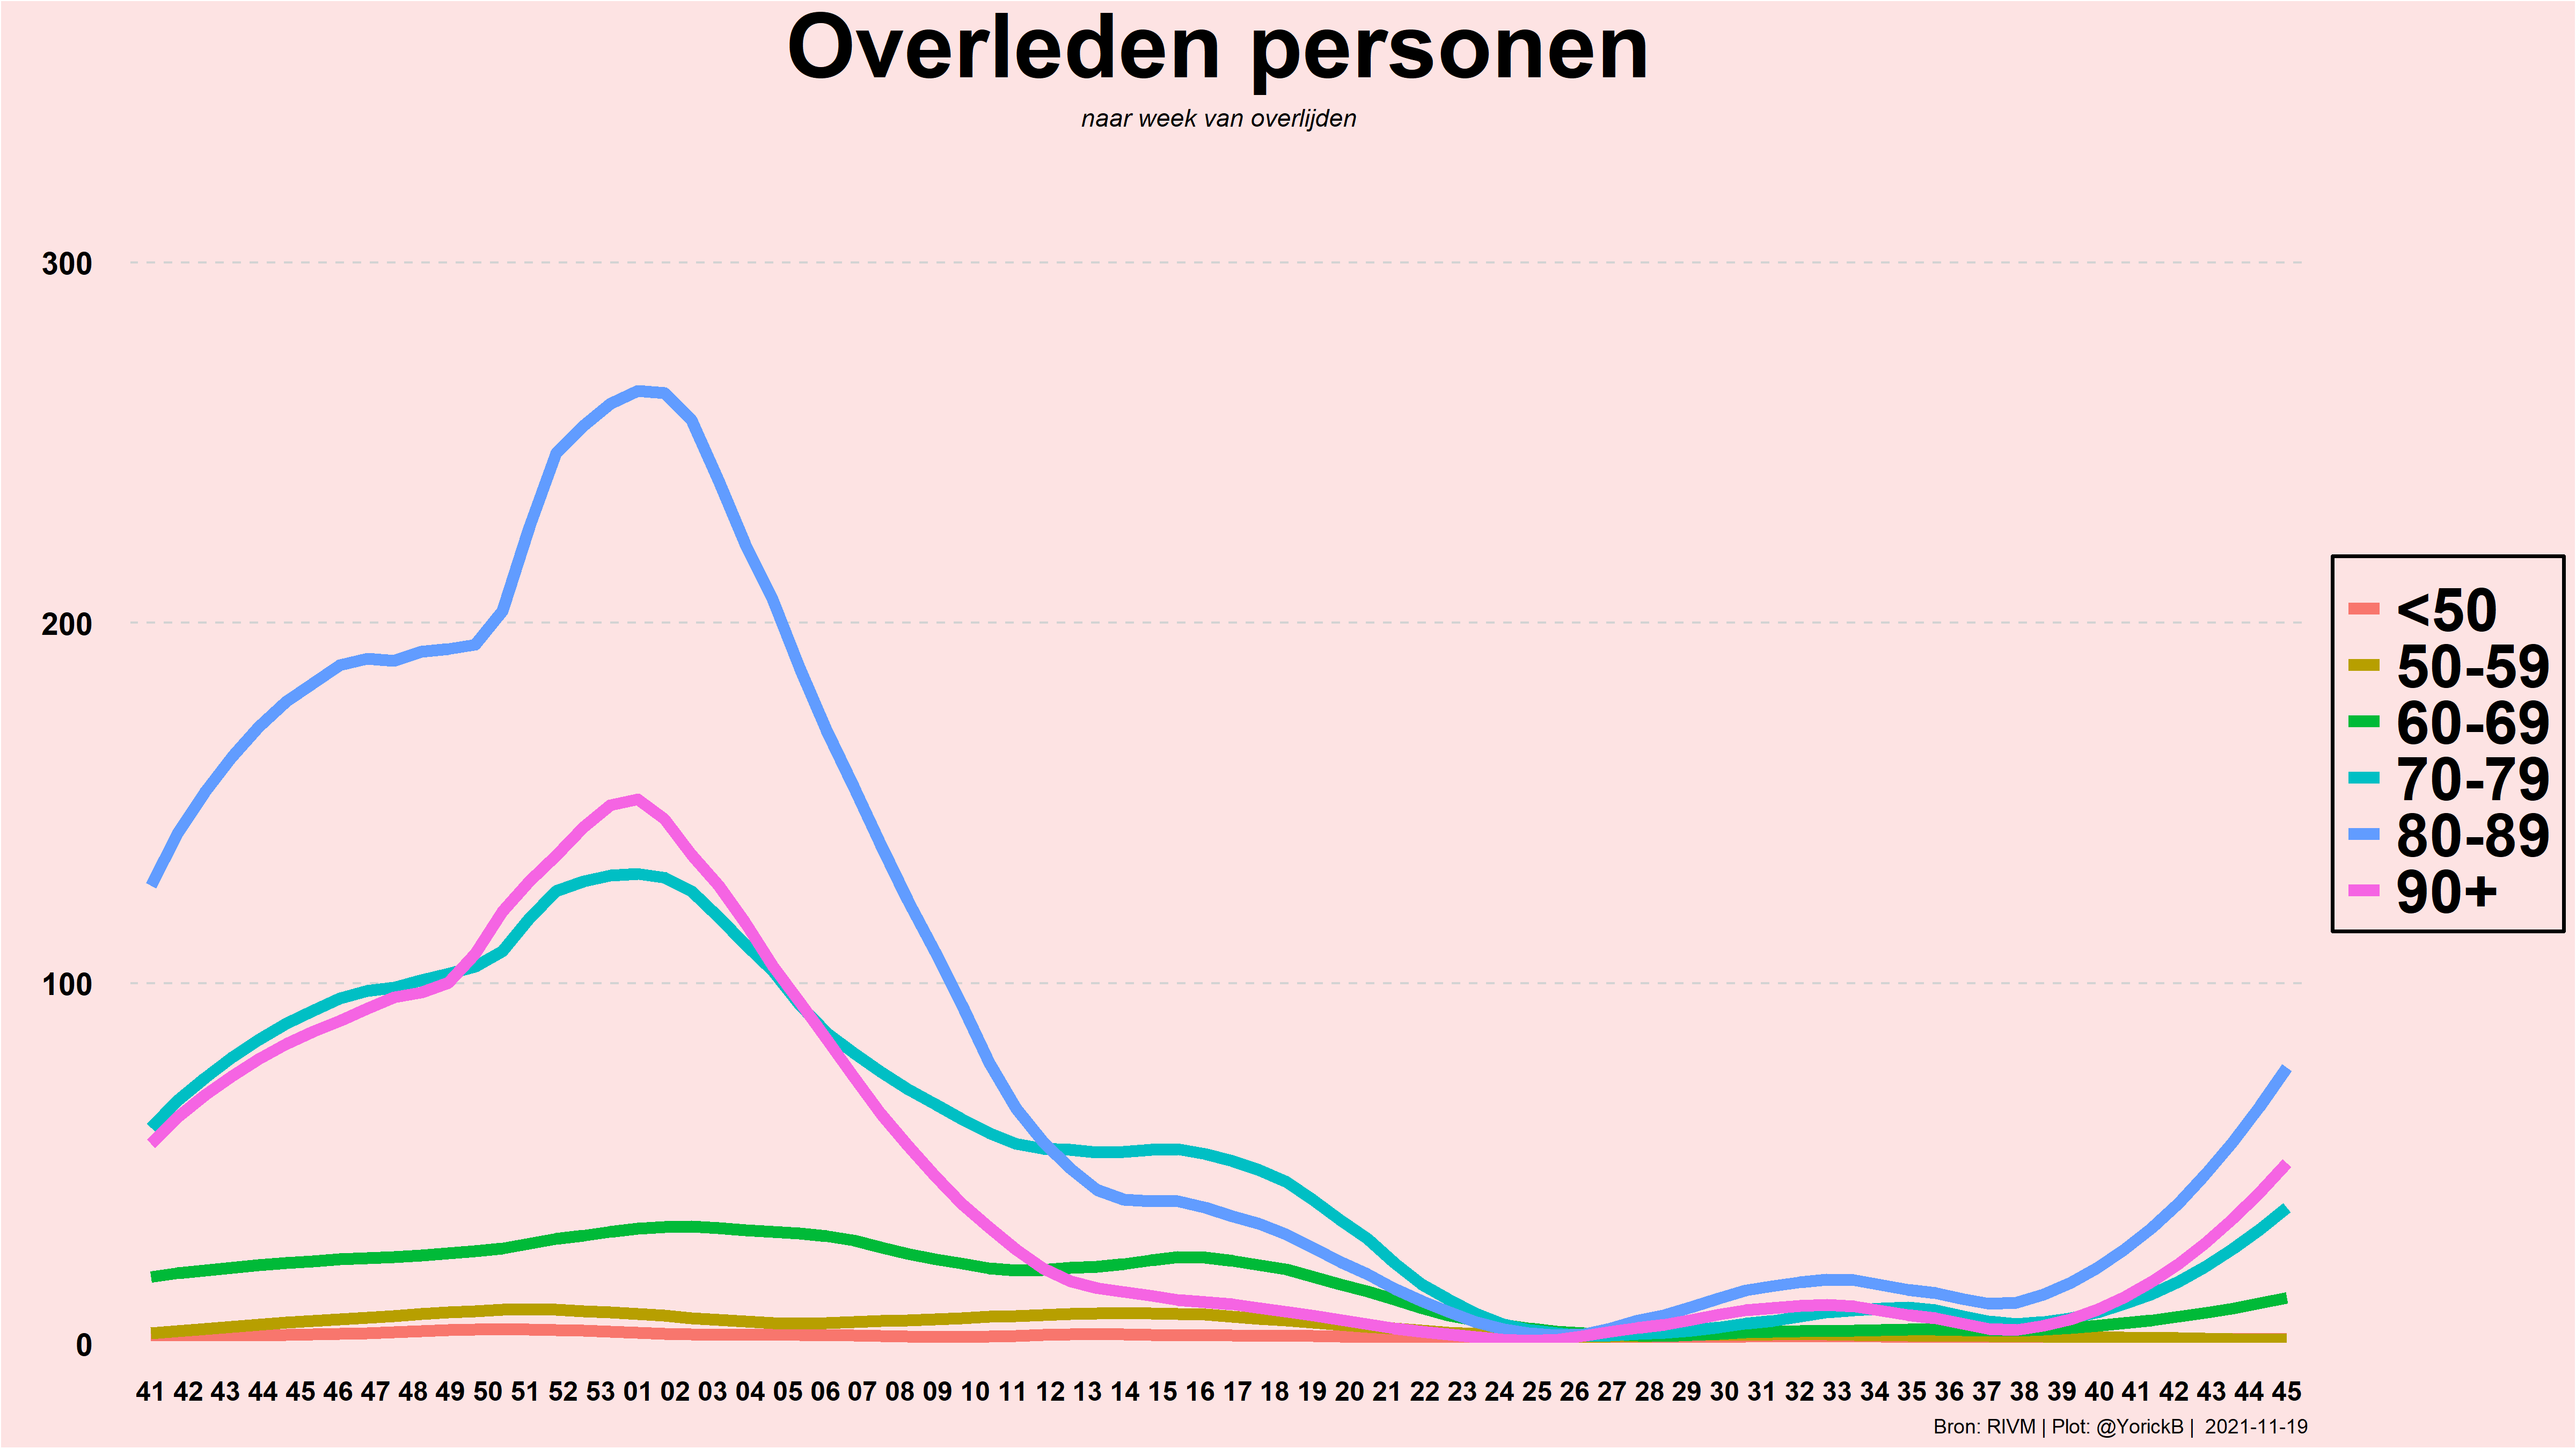 Overleden personen
naar week van overlijden
300
200
100
0
<50
50-59
60-69
70-79
80-89
90+
41 42 43 44 45 46 47 48 49 50 51 52 53 01 02 03 04 05 06 07 08 09 10 11 12 13 14 15 16 17 18 19 20 21 22 23 24 25 26 27 28 29 30 31 32 33 34 35 36 37 38 39 40 41 42 43 44 45
Bron: RIVM | Plot: @YorickB | 2021-11-19